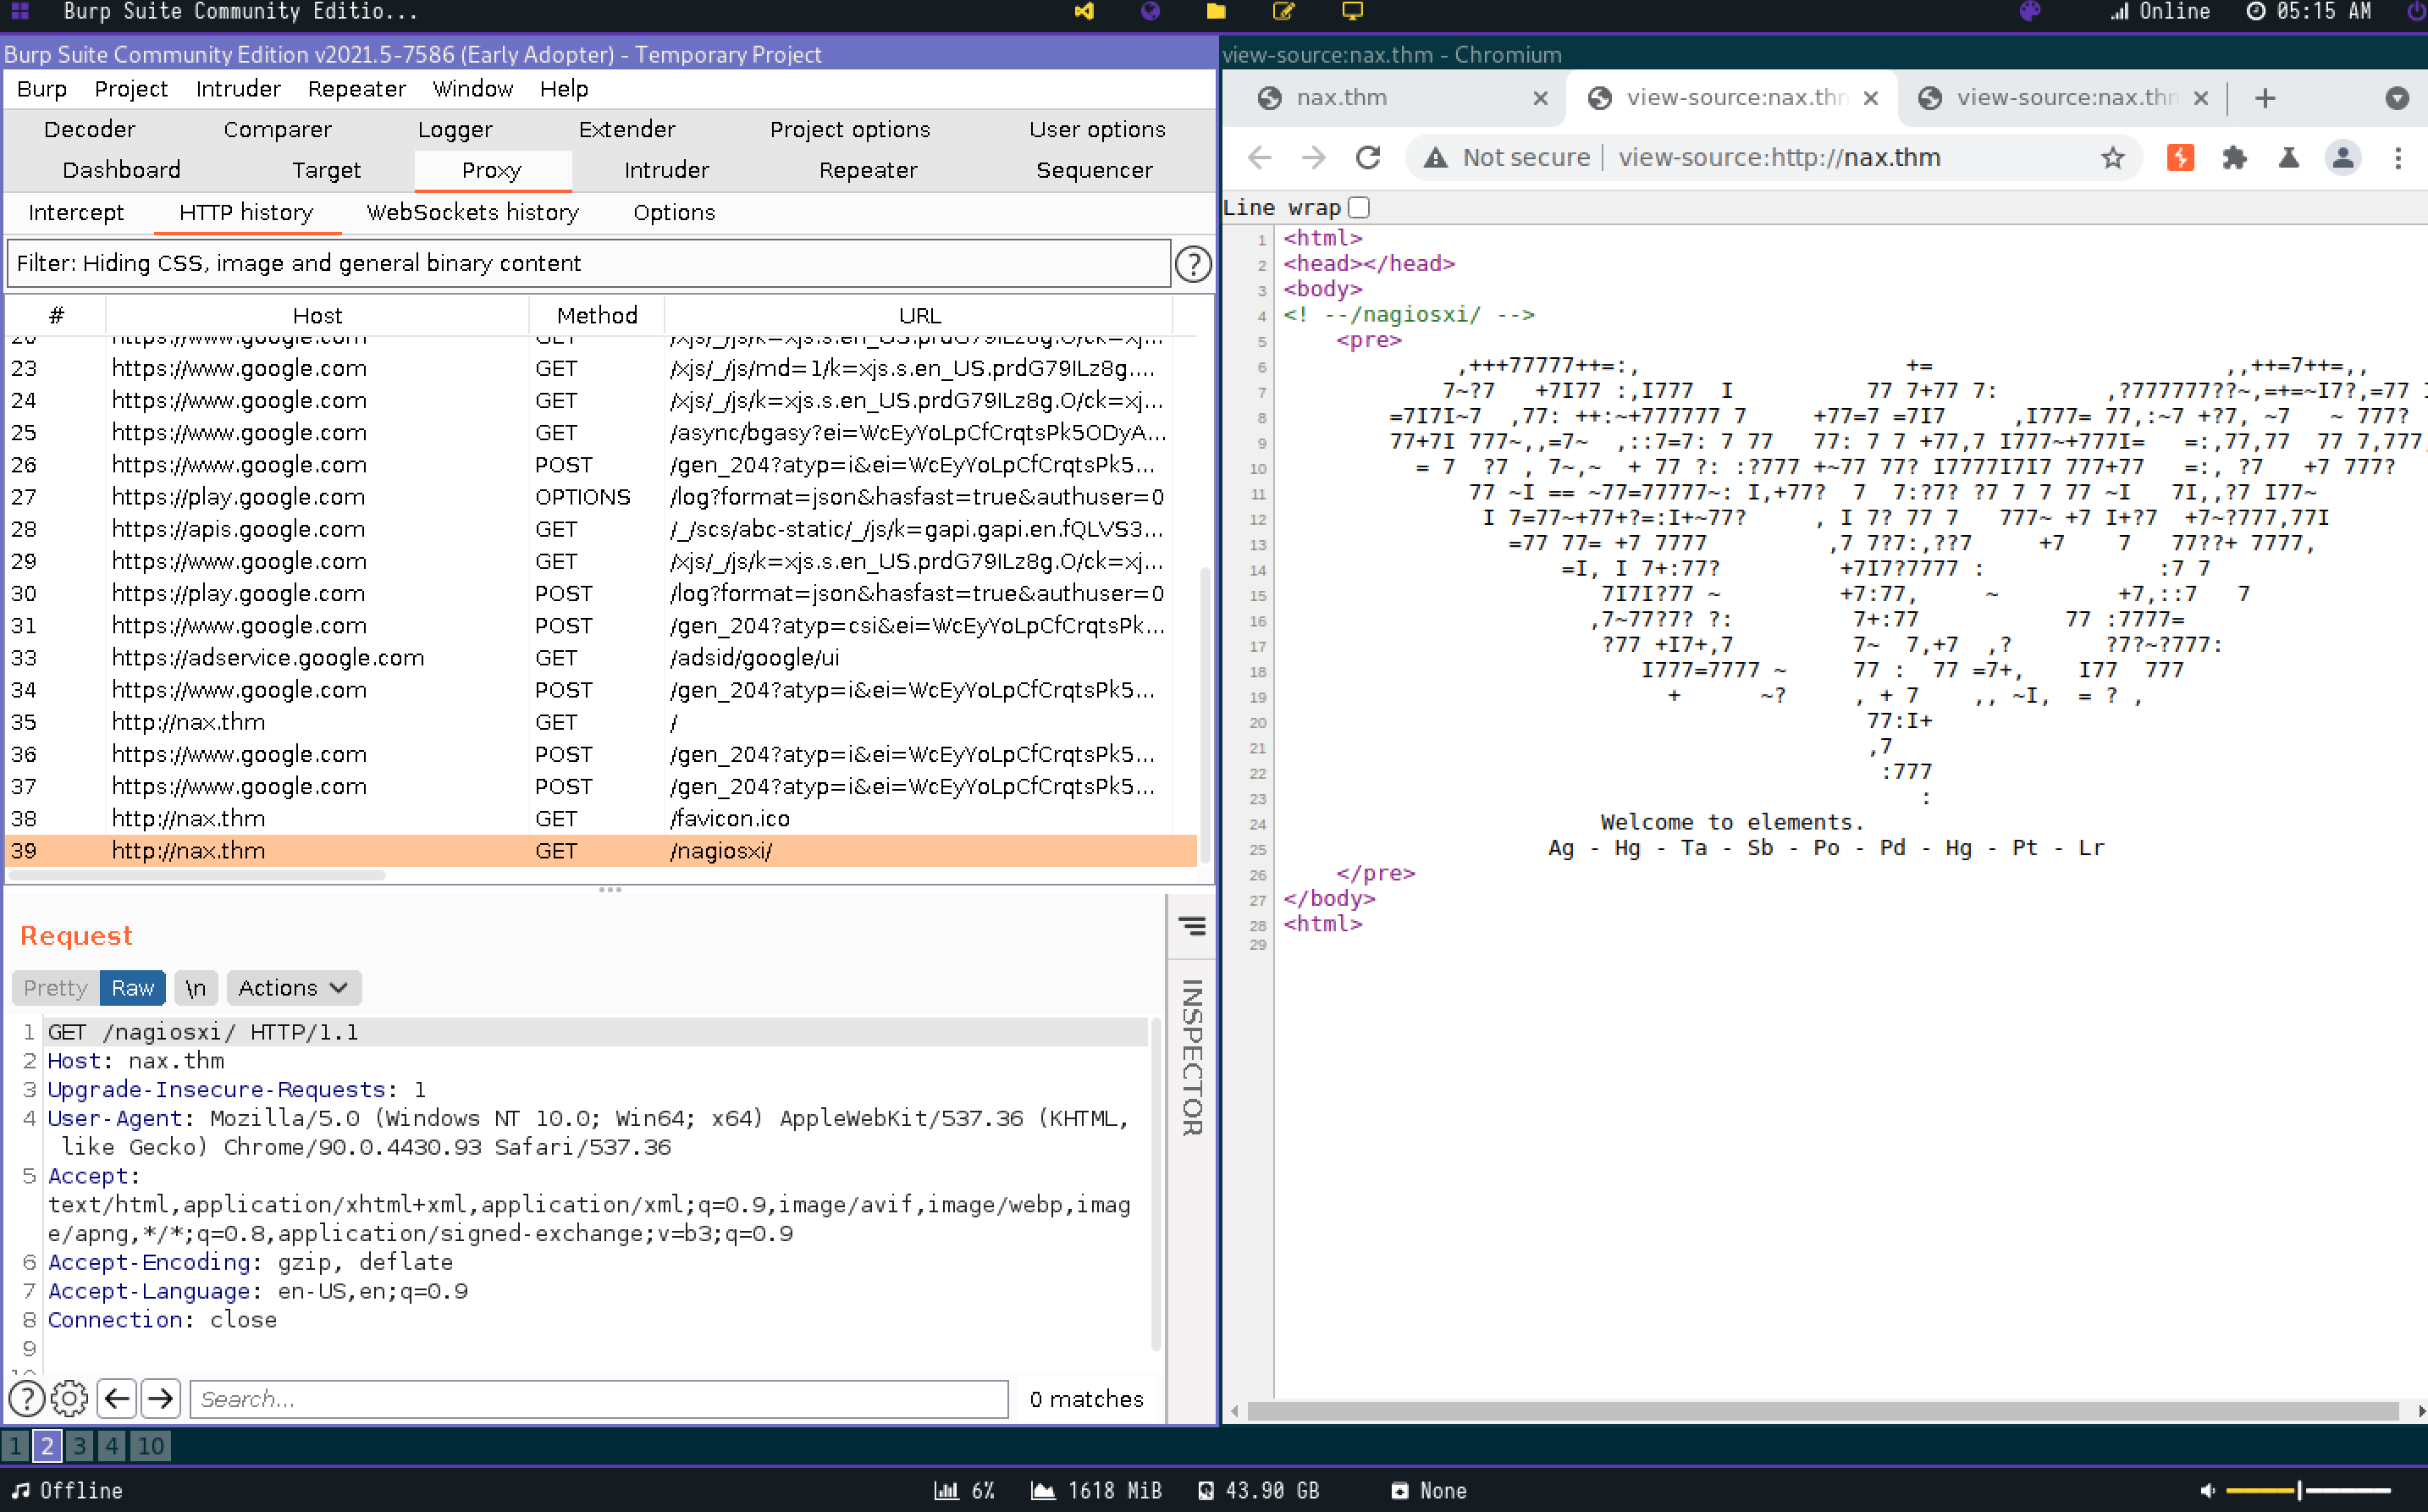 Burp Suite Community Editio...
Online
05:15 AM
Burp Suite Community Edition v2021.5-7586 (Early Adopter) - Temporary Project
Burp Project Intruder Repeater Window Help
Decoder Comparer Logger Extender Project options User options
Dashboard Target Proxy Intruder Repeater Sequencer
Intercept HTTP history WebSockets history Options
Filter: Hiding CSS, image and general binary content
?
# Host Method URL
23 https://www.google.com GET /xjs/_/js/md=1/k=xjs.s.en_US.prdG79ILz8g....
24 https://www.google.com GET /xjs/_/js/k=xjs.s.en_US.prdG79ILz8g.O/ck=xj...
25 https://www.google.com GET /async/bgasy?ei=WcEyYoLpCfCrqtsPk5ODyA...
26 https://www.google.com POST /gen_204?atyp=i&ei=WcEyYoLpCfCrqtsPk5...
27 https://play.google.com OPTIONS /log?format=json&hasfast=true&authuser=0
28 https://apis.google.com GET /_/scs/abc-static/_/js/k=gapi.gapi.en.fQLVS3...
29 https://www.google.com GET /xjs/_/js/k=xjs.s.en_US.prdG79ILz8g.O/ck=xj...
30 https://play.google.com POST /log?format=json&hasfast=true&authuser=0
31 https://www.google.com POST /gen_204?atyp=csi&ei=WcEyYoLpCfCrqtsPk...
33 https://adservice.google.com GET /adsid/google/ui
34 https://www.google.com POST /gen_204?atyp=i&ei=WcEyYoLpCfCrqtsPk5...
35 http://nax.thm GET /
36 https://www.google.com POST /gen_204?atyp=i&ei=WcEyYoLpCfCrqtsPk5...
37 https://www.google.com POST /gen_204?atyp=i&ei=WcEyYoLpCfCrqtsPk5...
38 http://nax.thm GET /favicon.ico
39 http://nax.thm GET /nagiosxi/
Request
Pretty Raw \n Actions
INSPECTOR
1 GET /nagiosxi/ HTTP/1.1
2 Host: nax.thm
3 Upgrade-Insecure-Requests: 1
4 User-Agent: Mozilla/5.0 (Windows NT 10.0; Win64; x64) AppleWebKit/537.36 (KHTML,
like Gecko) Chrome/90.0.4430.93 Safari/537.36
5 Accept:
text/html,application/xhtml+xml,application/xml;q=0.9,image/avif,image/webp,imag
e/apng,*/*;q=0.8,application/signed-exchange;v=b3;q=0.9
6 Accept-Encoding: gzip, deflate
7 Accept-Language: en-US,en;q=0.9
8 Connection: close
9
? Search... 0 matches
view-source:nax.thm - Chromium
nax.thm view-source:nax.thm view-source:nax.thm
Not secure view-source:http://nax.thm
Line wrap
1 <html>
2 <head></head>
3 <body>
4 <! --/nagiosxi/ -->
5 <pre>
6 ,+++77777++=:, += ,,++=7++=,,
7 7~?7 +7I77 :,I777 I 77 7+77 7: ,?777777??~,=+=~I7?,=77 I
8 =7I7I~7 ,77: ++:~+777777 7 +77=7 =7I7 ,I777= 77,:~7 +?7, ~7 ~ 777?
9 77+7I 777~,,=7~ ,::7=7: 7 77 77: 7 7 +77,7 I777~+777I= =:,77,77 77 7,777,
10 = 7 ?7 , 7~,~ + 77 ?: :?777 +~77 77? I7777I7I7 777+77 =:, ?7 +7 777?
11 77 ~I == ~77=77777~: I,+77? 7 7:?7? ?7 7 7 77 ~I 7I,,?7 I77~
12 I 7=77~+77+?=:I+~77? , I 7? 77 7 777~ +7 I+?7 +7~?777,77I
13 =77 77= +7 7777 ,7 7?7:,??7 +7 7 77??+ 7777,
14 =I, I 7+:77? +7I7?7777 : :7 7
15 7I7I?77 ~ +7:77, ~ +7,::7 7
16 ,7~77?7? ?: 7+:77 77 :7777=
17 ?77 +I7+,7 7~ 7,+7 ,? ?7?~?777:
18 I777=7777 ~ 77 : 77 =7+, I77 777
19 + ~? , + 7 ,, ~I, = ? ,
20 77:I+
21 ,7
22 :777
23 :
24 Welcome to elements.
25 Ag - Hg - Ta - Sb - Po - Pd - Hg - Pt - Lr
26 </pre>
27 </body>
28 <html>
29
1 2 3 4 10
Offline 6% 1618 MiB 43.90 GB None